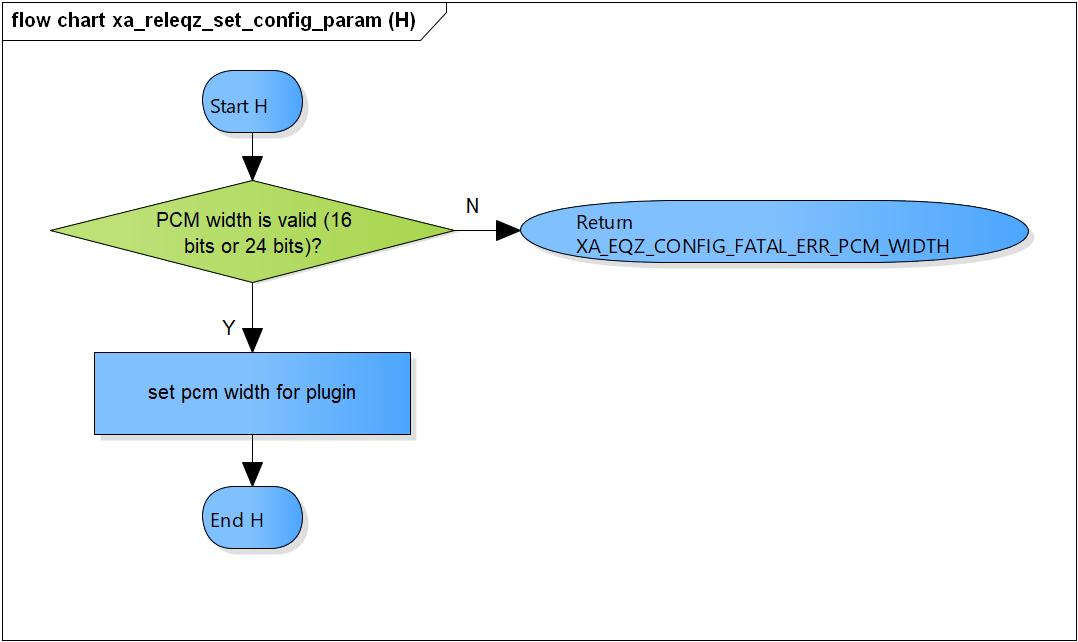 flow chart xa_releqz_set_config_param (H)
Start H
PCM width is valid (16
bits or 24 bits)?
N
Return
XA_EQZ_CONFIG_FATAL_ERR_PCM_WIDTH
Y
set pcm width for plugin
End H